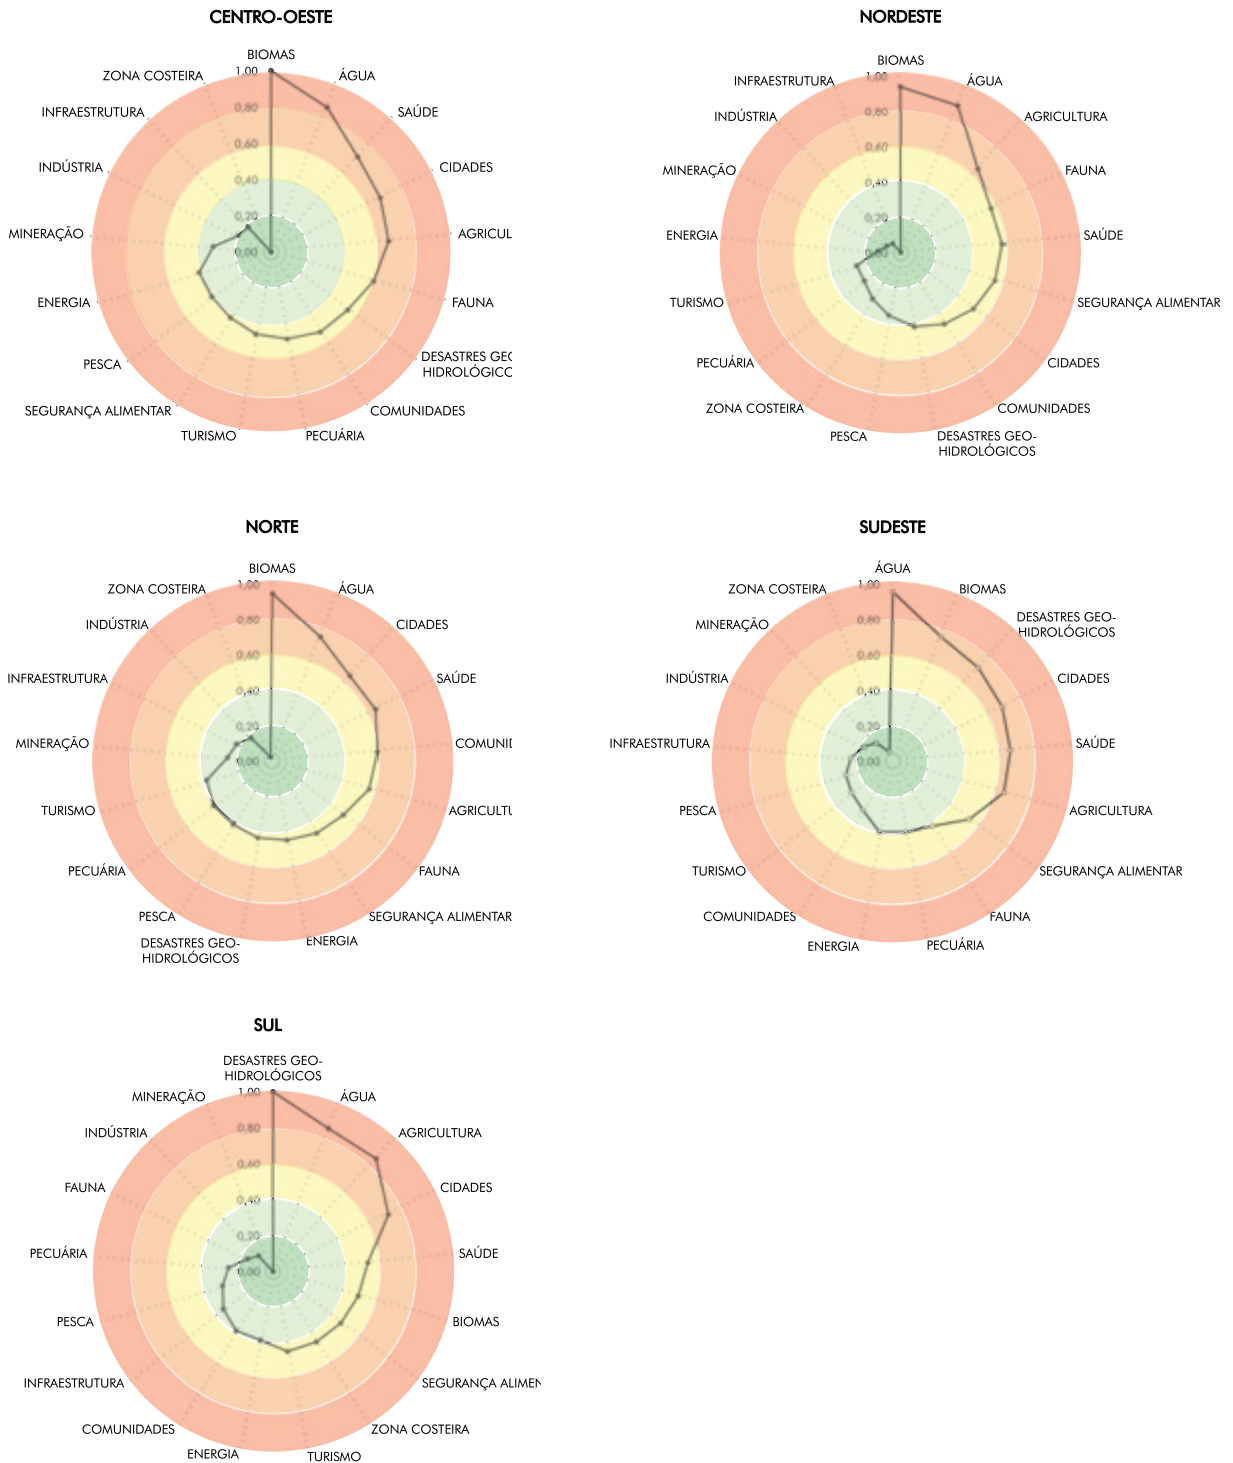 CENTRO-OESTE
BIOMAS
ZONA COSTEIRA
1,00
ÁGUA
INFRAESTRUTURA
0,80
SAÚDE
0,60
INDÚSTRIA
CIDADES
0,40
0,20
MINERAÇÃO
AGRICUL
0,00
ENERGIA
FAUNA
PESCA
DESASTRES GEO
HIDROLÓGICO
SEGURANÇA ALIMENTAR
COMUNIDADES
TURISMO
PECUÁRIA
NORDESTE
BIOMAS
INFRAESTRUTURA
1,00
ÁGUA
INDÚSTRIA
0,80
AGRICULTURA
0,60
MINERAÇÃO
FAUNA
0,40
0,20
ENERGIA
SAÚDE
0,00
TURISMO
SEGURANÇA ALIMENTAR
PECUÁRIA
CIDADES
ZONA COSTEIRA
COMUNIDADES
PESCA
DESASTRES GEO-
HIDROLÓGICOS
NORTE
BIOMAS
ZONA COSTEIRA
1,00
ÁGUA
INDÚSTRIA
0,80
CIDADES
0,60
INFRAESTRUTURA
SAÚDE
0,40
0,20
MINERAÇÃO
COMUNID
0,00
TURISMO
AGRICULTU
PECUÁRIA
FAUNA
PESCA
SEGURANÇA ALIMENTAR
DESASTRES GEO-
HIDROLÓGICOS
ENERGIA
SUDESTE
ÁGUA
ZONA COSTEIRA
1,00
BIOMAS
MINERAÇÃO
0,80
DESASTRES GEO-
HIDROLÓGICOS
0,60
INDÚSTRIA
CIDADES
0,40
0,20
INFRAESTRUTURA
SAÚDE
0,00
PESCA
AGRICULTURA
TURISMO
SEGURANÇA ALIMENTAR
COMUNIDADES
FAUNA
ENERGIA
PECUÁRIA
SUL
DESASTRES GEO-
HIDROLÓGICOS
MINERAÇÃO
1,00
ÁGUA
INDÚSTRIA
0,80
AGRICULTURA
0,60
FAUNA
CIDADES
0,40
0,20
PECUÁRIA
SAÚDE
0,00
PESCA
BIOMAS
INFRAESTRUTURA
SEGURANÇA ALIMEN
COMUNIDADES
ZONA COSTEIRA
ENERGIA
TURISMO